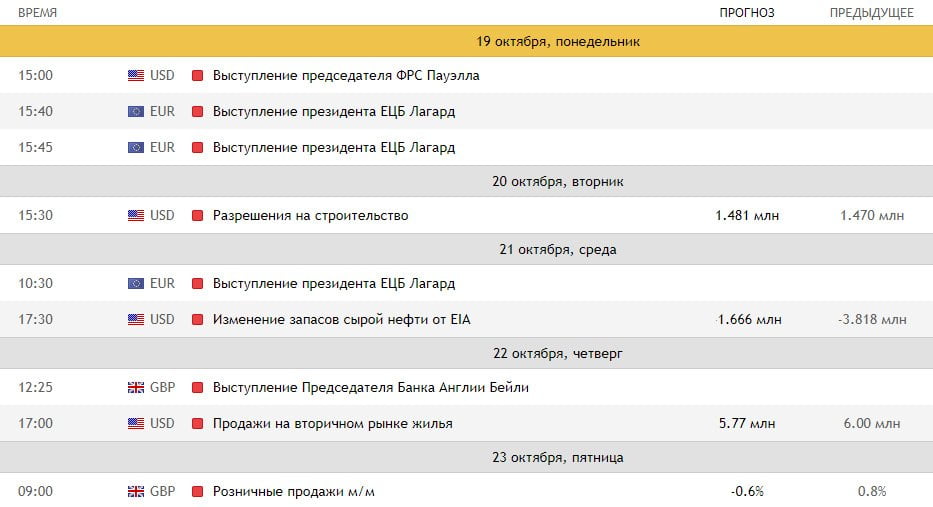 ВРЕМЯ ПРОГНОЗ ПРЕДЫДУЩЕЕ
19 октября, понедельник
15:00 USD Выступление председателя ФРС Пауэлла
15:40 EUR Выступление президента ЕЦБ Лагард
15:45 EUR Выступление президента ЕЦБ Лагард
20 октября, вторник
15:30 USD Разрешения на строительство 1.481 млн 1.470 млн
21 октября, среда
10:30 EUR Выступление президента ЕЦБ Лагард
17:30 USD Изменение запасов сырой нефти от EIA 1.666 млн -3.818 млн
22 октября, четверг
12:25 GBP Выступление Председателя Банка Англии Бейли
17:00 USD Продажи на вторичном рынке жилья 5.77 млн 6.00 млн
23 октября, пятница
09:00 GBP Розничные продажи м/м -0.6% 0.8%